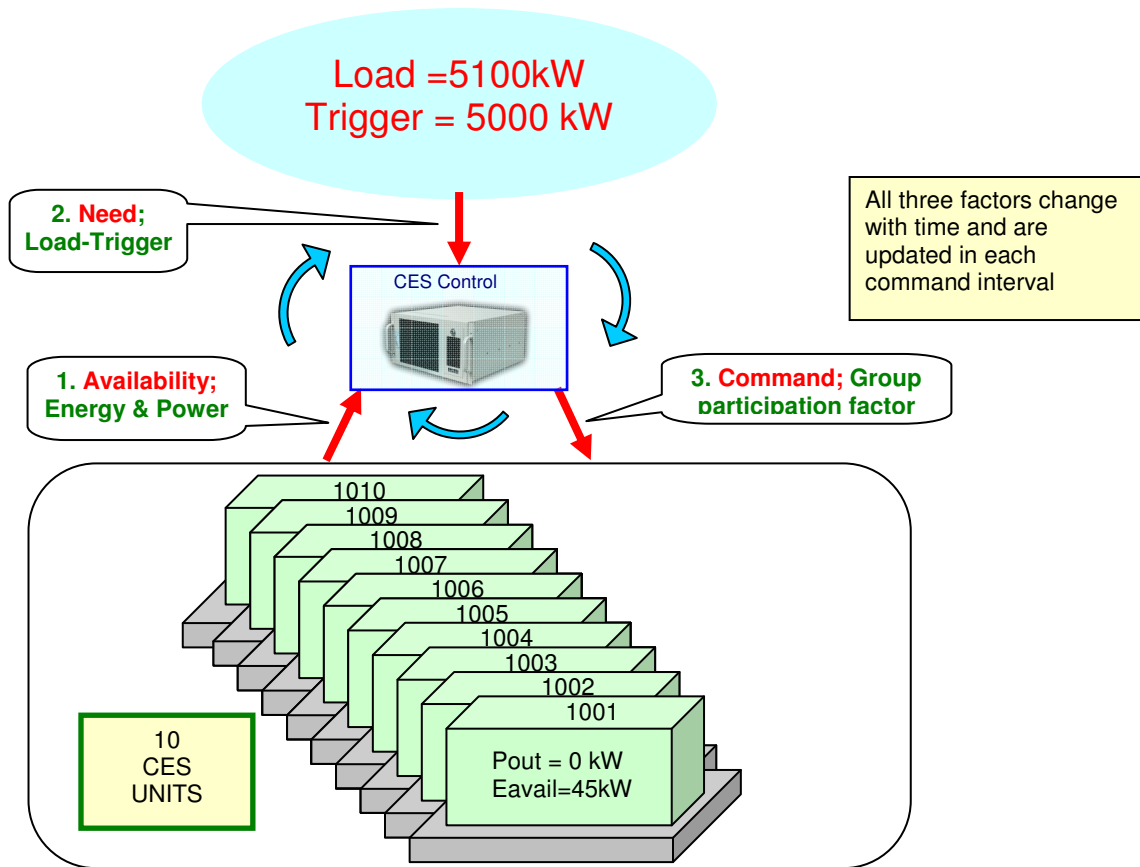 Load =5100kW
Trigger = 5000 kW
2. Need;
Load-Trigger
All three factors change
with time and are
updated in each
command interval
CES Control
1. Availability;
Energy & Power
3. Command; Group
participation factor
1010
1009
1008
1007
1006
1005
1004
1003
1002
1001
Pout = 0 kW
Eavail=45kW
10
CES
UNITS